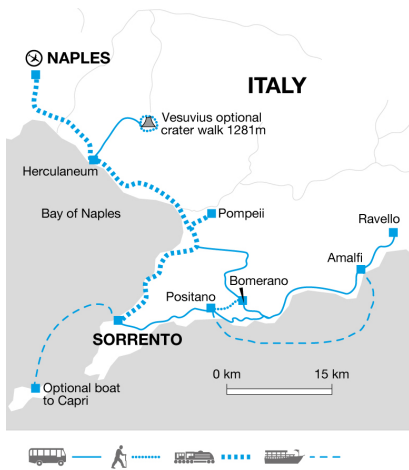 NAPLES
ITALY
Vesuvius optional
crater walk 1281m
Herculaneum
Bay of Naples
Pompeii
Ravello
Amalfi
Bomerano
Positano
SORRENTO
0 km
15 km
Optional boat
to Capri